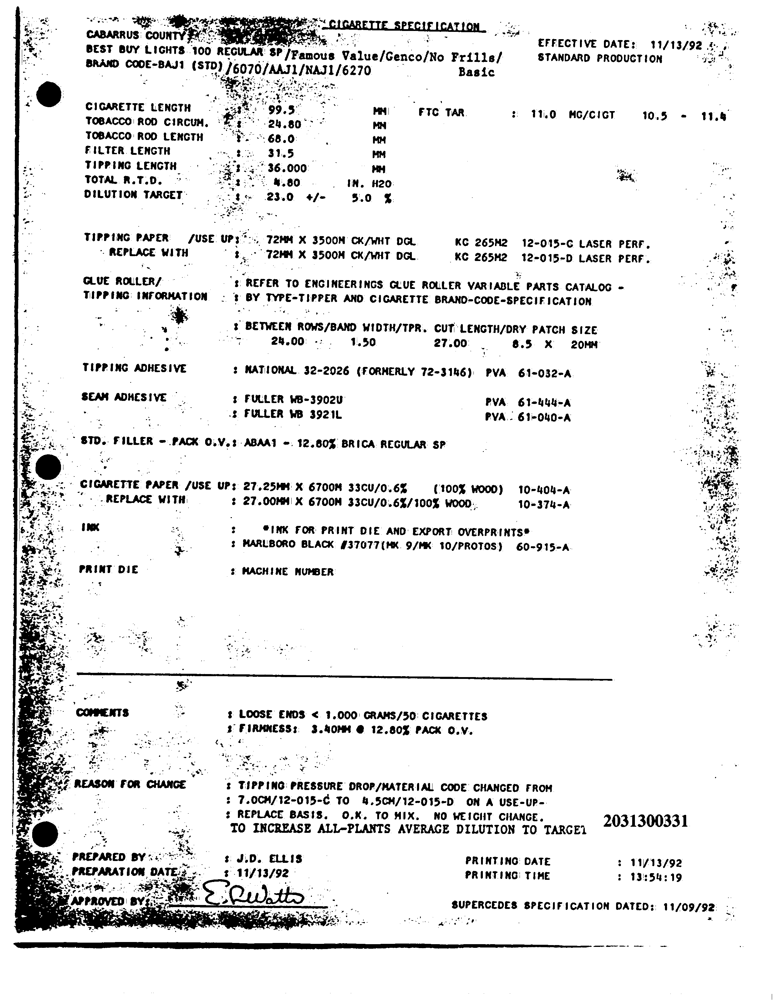 CIGARETTE SPECIFICATION
CABARRUS COUNTY
EFFECTIVE DATE: 11/13/92
BEST BUY LIGHTS 100 REGULAR SP/Famous Value/Genco/No Frills/
STANDARD PRODUCTION
BRAND CODE-BAJ1 (STD)/6070/AAJ1/NAJ1/6270 Basic
CIGARETTE LENGTH : 99.5 MM FTC TAR : 11.0 MG/CIGT 10.5 - 11.4
TOBACCO ROD CIRCUM. : 24.80 MM
TOBACCO ROD LENGTH : 68.0 MM
FILTER LENGTH : 31.5 MM
TIPPING LENGTH : 36.000 MM
TOTAL R.T.D. : 4.80 IN. H2O
DILUTION TARGET : 23.0 +/- 5.0 %
TIPPING PAPER /USE UP: 72MM X 3500M CK/WHT DGL KC 265M2 12-015-C LASER PERF.
REPLACE WITH : 72MM X 3500M CK/WHT DGL KC 265M2 12-015-D LASER PERF.
GLUE ROLLER/ : REFER TO ENGINEERINGS GLUE ROLLER VARIABLE PARTS CATALOG -
TIPPING INFORMATION : BY TYPE-TIPPER AND CIGARETTE BRAND-CODE-SPECIFICATION
: BETWEEN ROWS/BAND WIDTH/TPR. CUT LENGTH/DRY PATCH SIZE
24.00 1.50 27.00 8.5 X 20MM
TIPPING ADHESIVE : NATIONAL 32-2026 (FORMERLY 72-3146) PVA 61-032-A
SEAM ADHESIVE : FULLER WB-3902U PVA 61-444-A
: FULLER WB 3921L PVA 61-040-A
STD. FILLER - PACK O.V.: ABAA1 - 12.80% BRICA REGULAR SP
CIGARETTE PAPER /USE UP: 27.25MM X 6700M 33CU/0.6% (100% WOOD) 10-404-A
REPLACE WITH : 27.00MM X 6700M 33CU/0.6%/100% WOOD 10-374-A
INK : *INK FOR PRINT DIE AND EXPORT OVERPRINTS*
: MARLBORO BLACK #37077(MK 9/MK 10/PROTOS) 60-915-A
PRINT DIE : MACHINE NUMBER
COMMENTS : LOOSE ENDS < 1.000 GRAMS/50 CIGARETTES
: FIRMNESS: 3.40MM @ 12.80% PACK O.V.
REASON FOR CHANGE : TIPPING PRESSURE DROP/MATERIAL CODE CHANGED FROM
: 7.0CM/12-015-C TO 4.5CM/12-015-D ON A USE-UP-
: REPLACE BASIS. O.K. TO MIX. NO WEIGHT CHANGE.
TO INCREASE ALL-PLANTS AVERAGE DILUTION TO TARGET
2031300331
PREPARED BY : J.D. ELLIS PRINTING DATE : 11/13/92
PREPARATION DATE : 11/13/92 PRINTING TIME : 13:54:19
APPROVED BY: E.R. Watts
SUPERCEDES SPECIFICATION DATED: 11/09/92